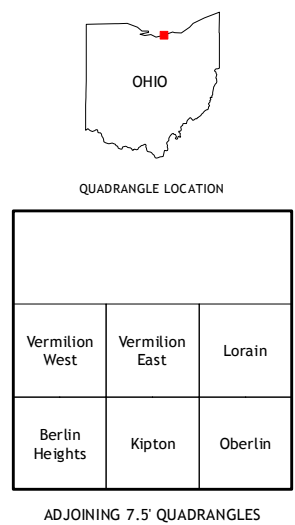 OHIO
QUADRANGLE LOCATION
Vermilion
West
Vermilion
East
Lorain
Berlin
Heights
Kipton
Oberlin
ADJOINING 7.5' QUADRANGLES